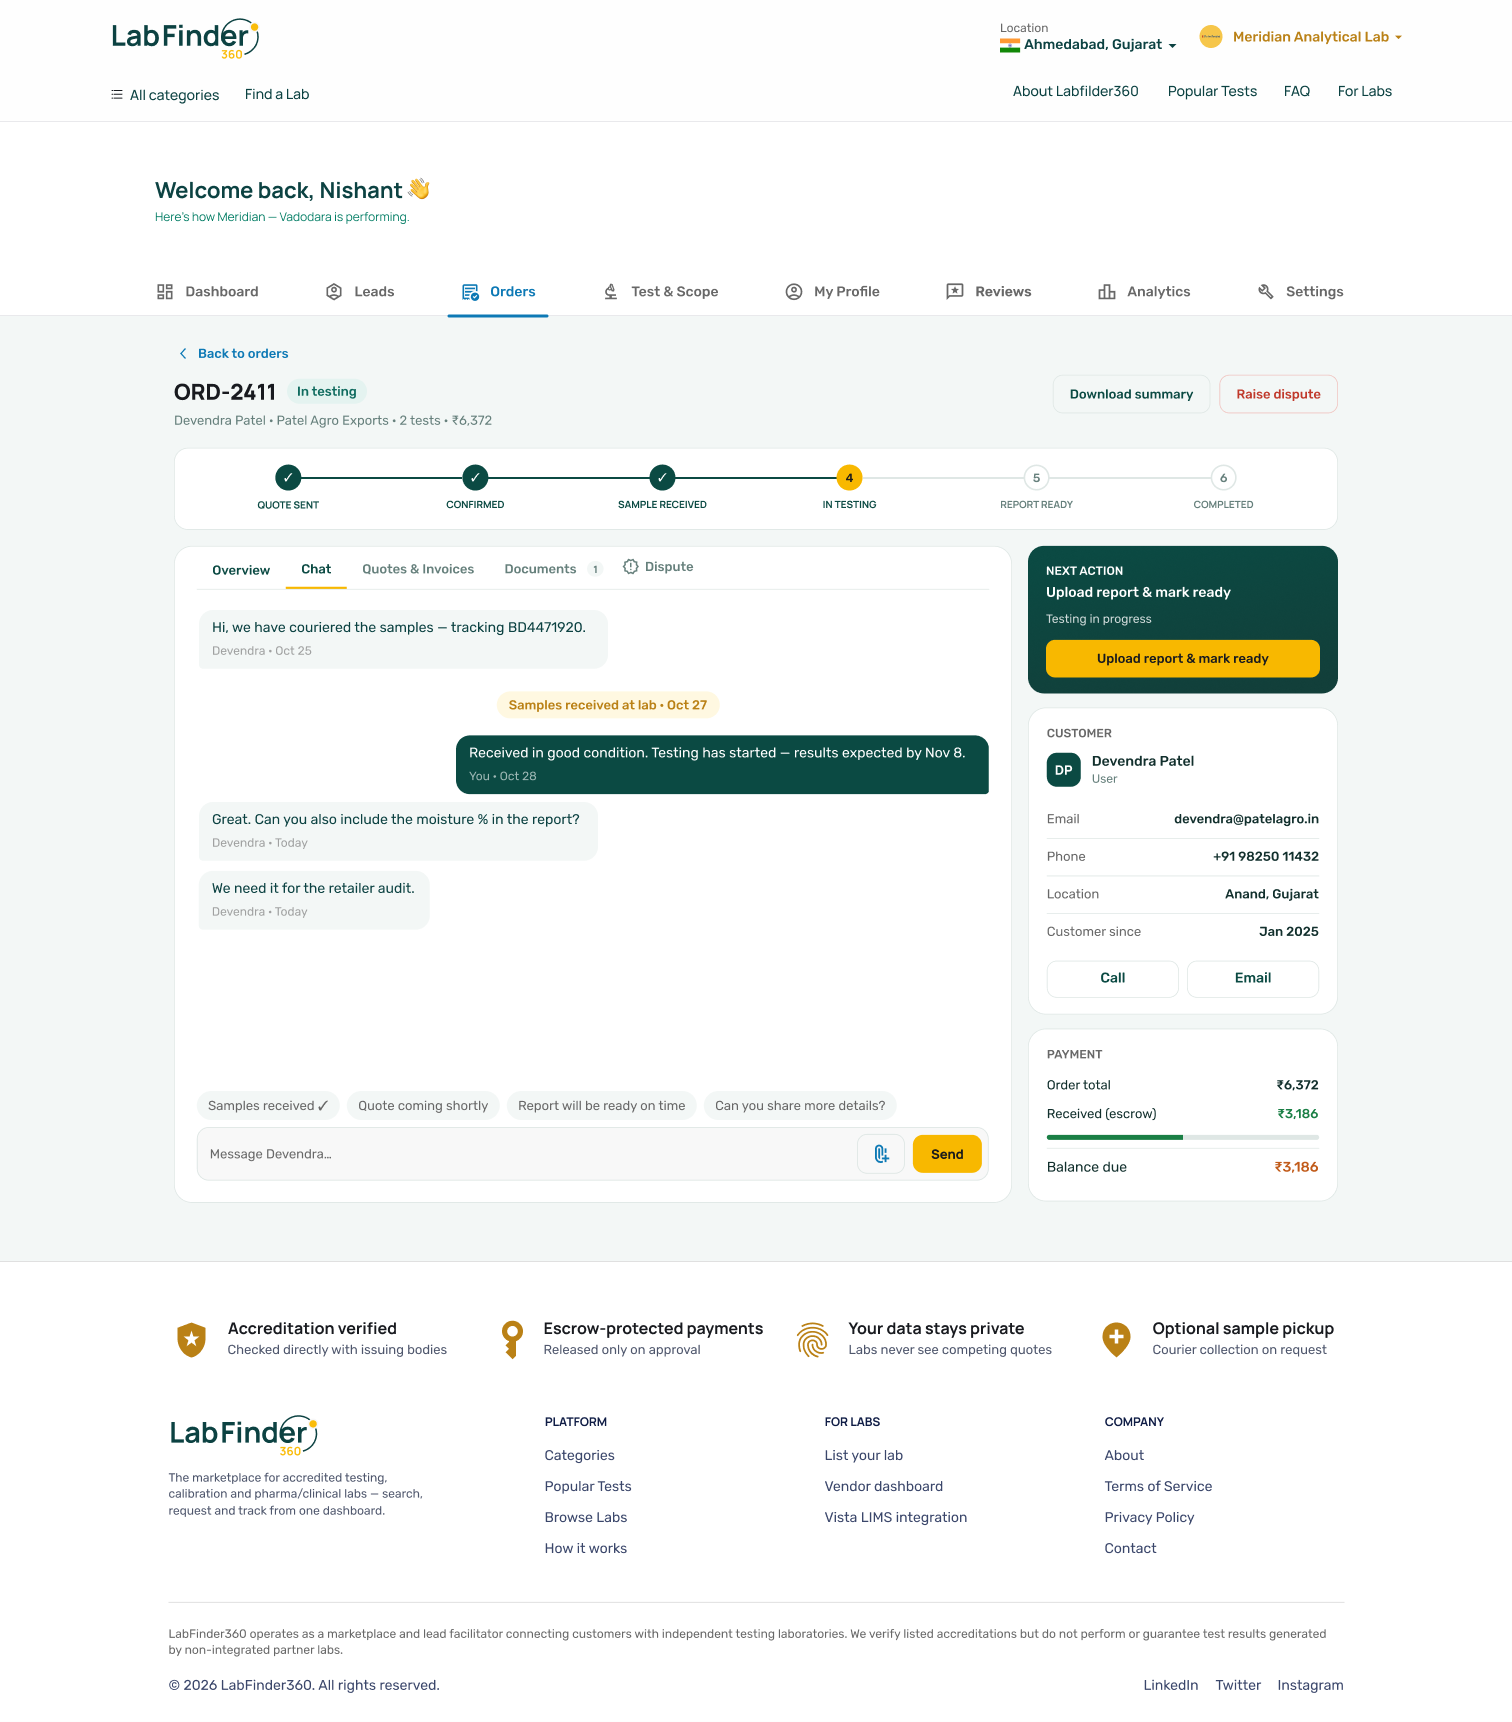 LabFinder
360
Location
Ahmedabad, Gujarat
Meridian Analytical Lab
All categories
Find a Lab
About Labfilder360
Popular Tests
FAQ
For Labs
Welcome back, Nishant 👋
Here's how Meridian — Vadodara is performing.
Dashboard
Leads
Orders
Test & Scope
My Profile
Reviews
Analytics
Settings
Back to orders
ORD-2411
In testing
Devendra Patel • Patel Agro Exports • 2 tests • ₹6,372
Download summary
Raise dispute
✓
✓
✓
4
5
6
QUOTE SENT
CONFIRMED
SAMPLE RECEIVED
IN TESTING
REPORT READY
COMPLETED
Overview
Chat
Quotes & Invoices
Documents 1
Dispute
Hi, we have couriered the samples — tracking BD4471920.
Devendra • Oct 25
Samples received at lab • Oct 27
Received in good condition. Testing has started — results expected by Nov 8.
You • Oct 28
Great. Can you also include the moisture % in the report?
Devendra • Today
We need it for the retailer audit.
Devendra • Today
Samples received ✓
Quote coming shortly
Report will be ready on time
Can you share more details?
Message Devendra...
Send
NEXT ACTION
Upload report & mark ready
Testing in progress
Upload report & mark ready
CUSTOMER
DP
Devendra Patel
User
Email devendra@patelagro.in
Phone +91 98250 11432
Location Anand, Gujarat
Customer since Jan 2025
Call
Email
PAYMENT
Order total ₹6,372
Received (escrow) ₹3,186
Balance due ₹3,186
Accreditation verified
Checked directly with issuing bodies
Escrow-protected payments
Released only on approval
Your data stays private
Labs never see competing quotes
Optional sample pickup
Courier collection on request
LabFinder
360
The marketplace for accredited testing,
calibration and pharma/clinical labs — search,
request and track from one dashboard.
PLATFORM
Categories
Popular Tests
Browse Labs
How it works
FOR LABS
List your lab
Vendor dashboard
Vista LIMS integration
COMPANY
About
Terms of Service
Privacy Policy
Contact
LabFinder360 operates as a marketplace and lead facilitator connecting customers with independent testing laboratories. We verify listed accreditations but do not perform or guarantee test results generated
by non-integrated partner labs.
© 2026 LabFinder360. All rights reserved.
LinkedIn
Twitter
Instagram